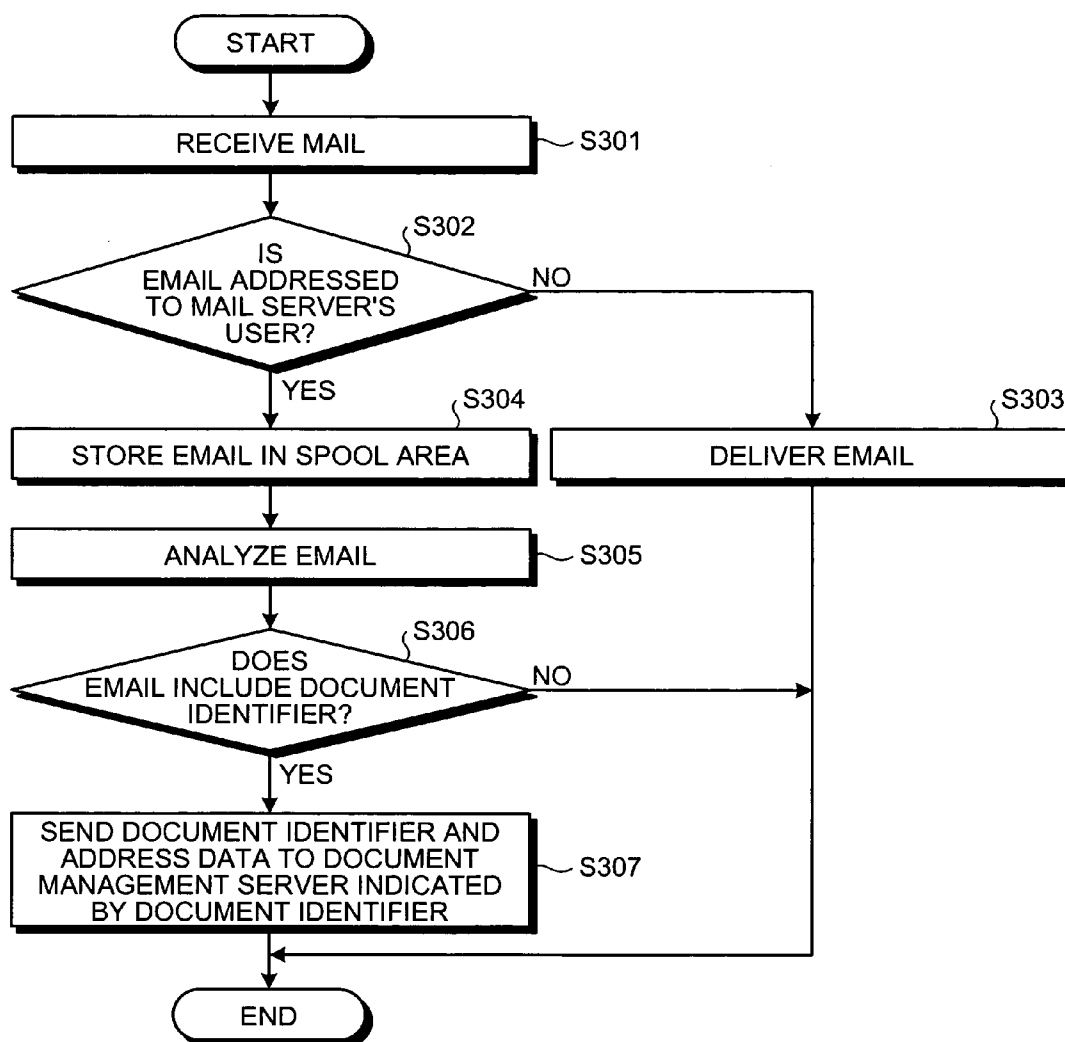 START
RECEIVE MAIL
S301
S302
IS
EMAIL ADDRESSED
TO MAIL SERVER'S
USER?
NO
YES
S304
STORE EMAIL IN SPOOL AREA
S303
DELIVER EMAIL
ANALYZE EMAIL
S305
S306
DOES
EMAIL INCLUDE DOCUMENT
IDENTIFIER?
NO
YES
SEND DOCUMENT IDENTIFIER AND
ADDRESS DATA TO DOCUMENT
MANAGEMENT SERVER INDICATED
BY DOCUMENT IDENTIFIER
S307
END